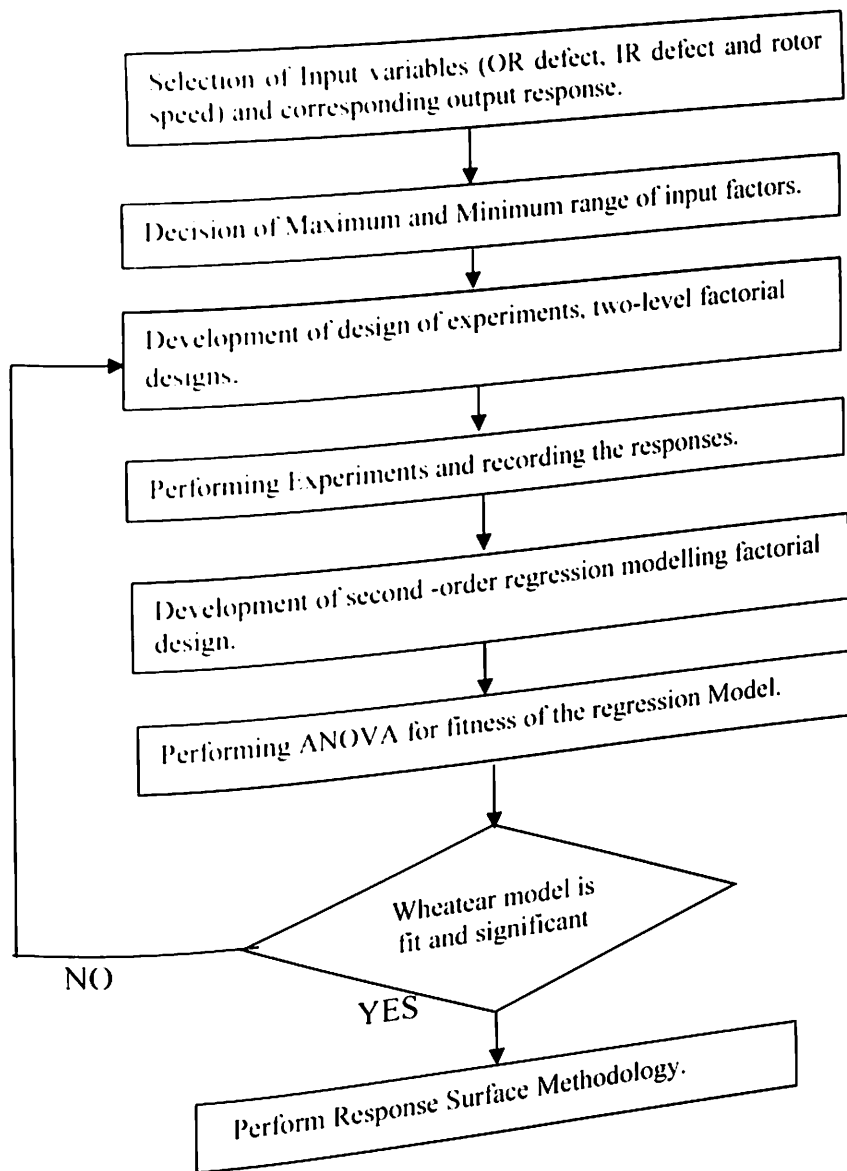 Selection of Input variables (OR defect, IR defect and rotor
speed) and corresponding output response.
Decision of Maximum and Minimum range of input factors.
Development of design of experiments, two-level factorial
designs.
Performing Experiments and recording the responses.
Development of second -order regression modelling factorial
design.
Performing ANOVA for fitness of the regression Model.
Wheatear model is
fit and significant
NO
YES
Perform Response Surface Methodology.